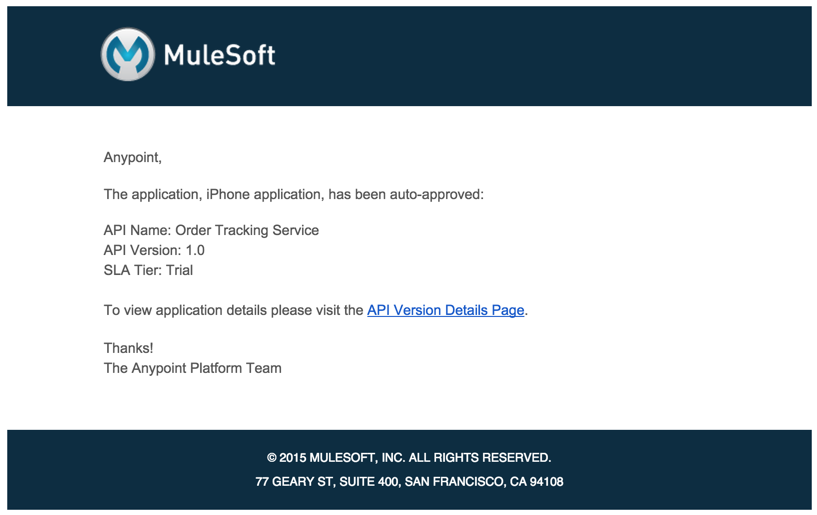 MuleSoft
Anypoint,
The application, iPhone application, has been auto-approved:
API Name: Order Tracking Service
API Version: 1.0
SLA Tier: Trial
To view application details please visit the API Version Details Page.
Thanks!
The Anypoint Platform Team
© 2015 MULESOFT, INC. ALL RIGHTS RESERVED.
77 GEARY ST, SUITE 400, SAN FRANCISCO, CA 94108